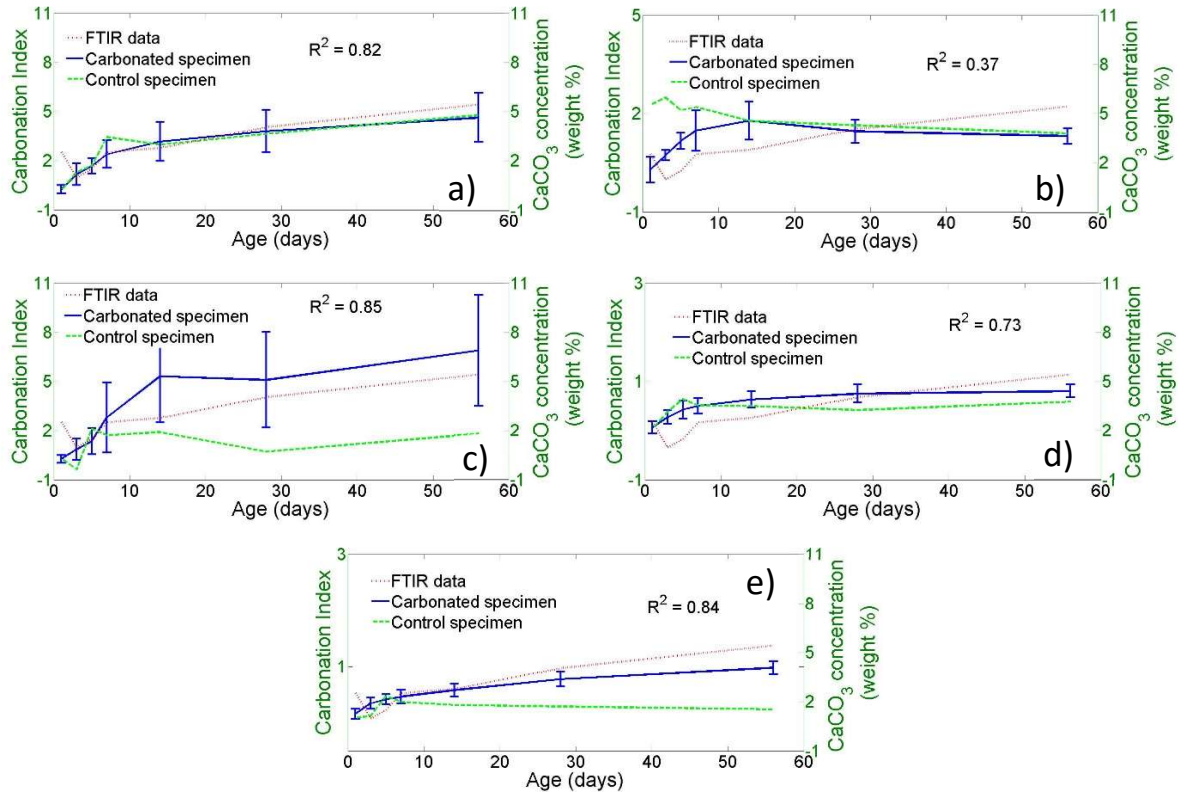 11
8
5
2
-1
Carbonation Index
FTIR data
Carbonated specimen
Control specimen
R² = 0.82
a)
11
8
5
2
-1
CaCO₃ concentration
(weight %)
0 10 20 30 40 50 60
Age (days)
5
2
-1
Carbonation Index
FTIR data
Carbonated specimen
Control specimen
R² = 0.37
b)
11
8
5
2
-1
CaCO₃ concentration
(weight %)
0 10 20 30 40 50 60
Age (days)
11
8
5
2
-1
Carbonation Index
FTIR data
Carbonated specimen
Control specimen
R² = 0.85
c)
11
8
5
2
-1
CaCO₃ concentration
(weight %)
0 10 20 30 40 50 60
Age (days)
3
1
-1
Carbonation Index
FTIR data
Carbonated specimen
Control specimen
R² = 0.73
d)
11
8
5
2
-1
CaCO₃ concentration
(weight %)
0 10 20 30 40 50 60
Age (days)
3
1
Carbonation Index
FTIR data
Carbonated specimen
Control specimen
R² = 0.84
e)
11
8
5
2
-1
CaCO₃ concentration
(weight %)
0 10 20 30 40 50 60
Age (days)